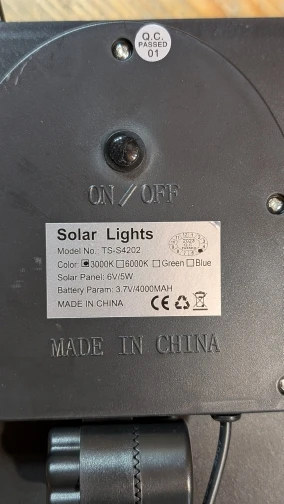 Q.C.
PASSED
01
ON // OFF
Solar Lights
Model No. TS-S4202
Color: 3000K 6000K Green Blue
Solar Panel: 6V/5W
Battery Param: 3.7V/4000MAH
MADE IN CHINA CE
MADE IN CHINA